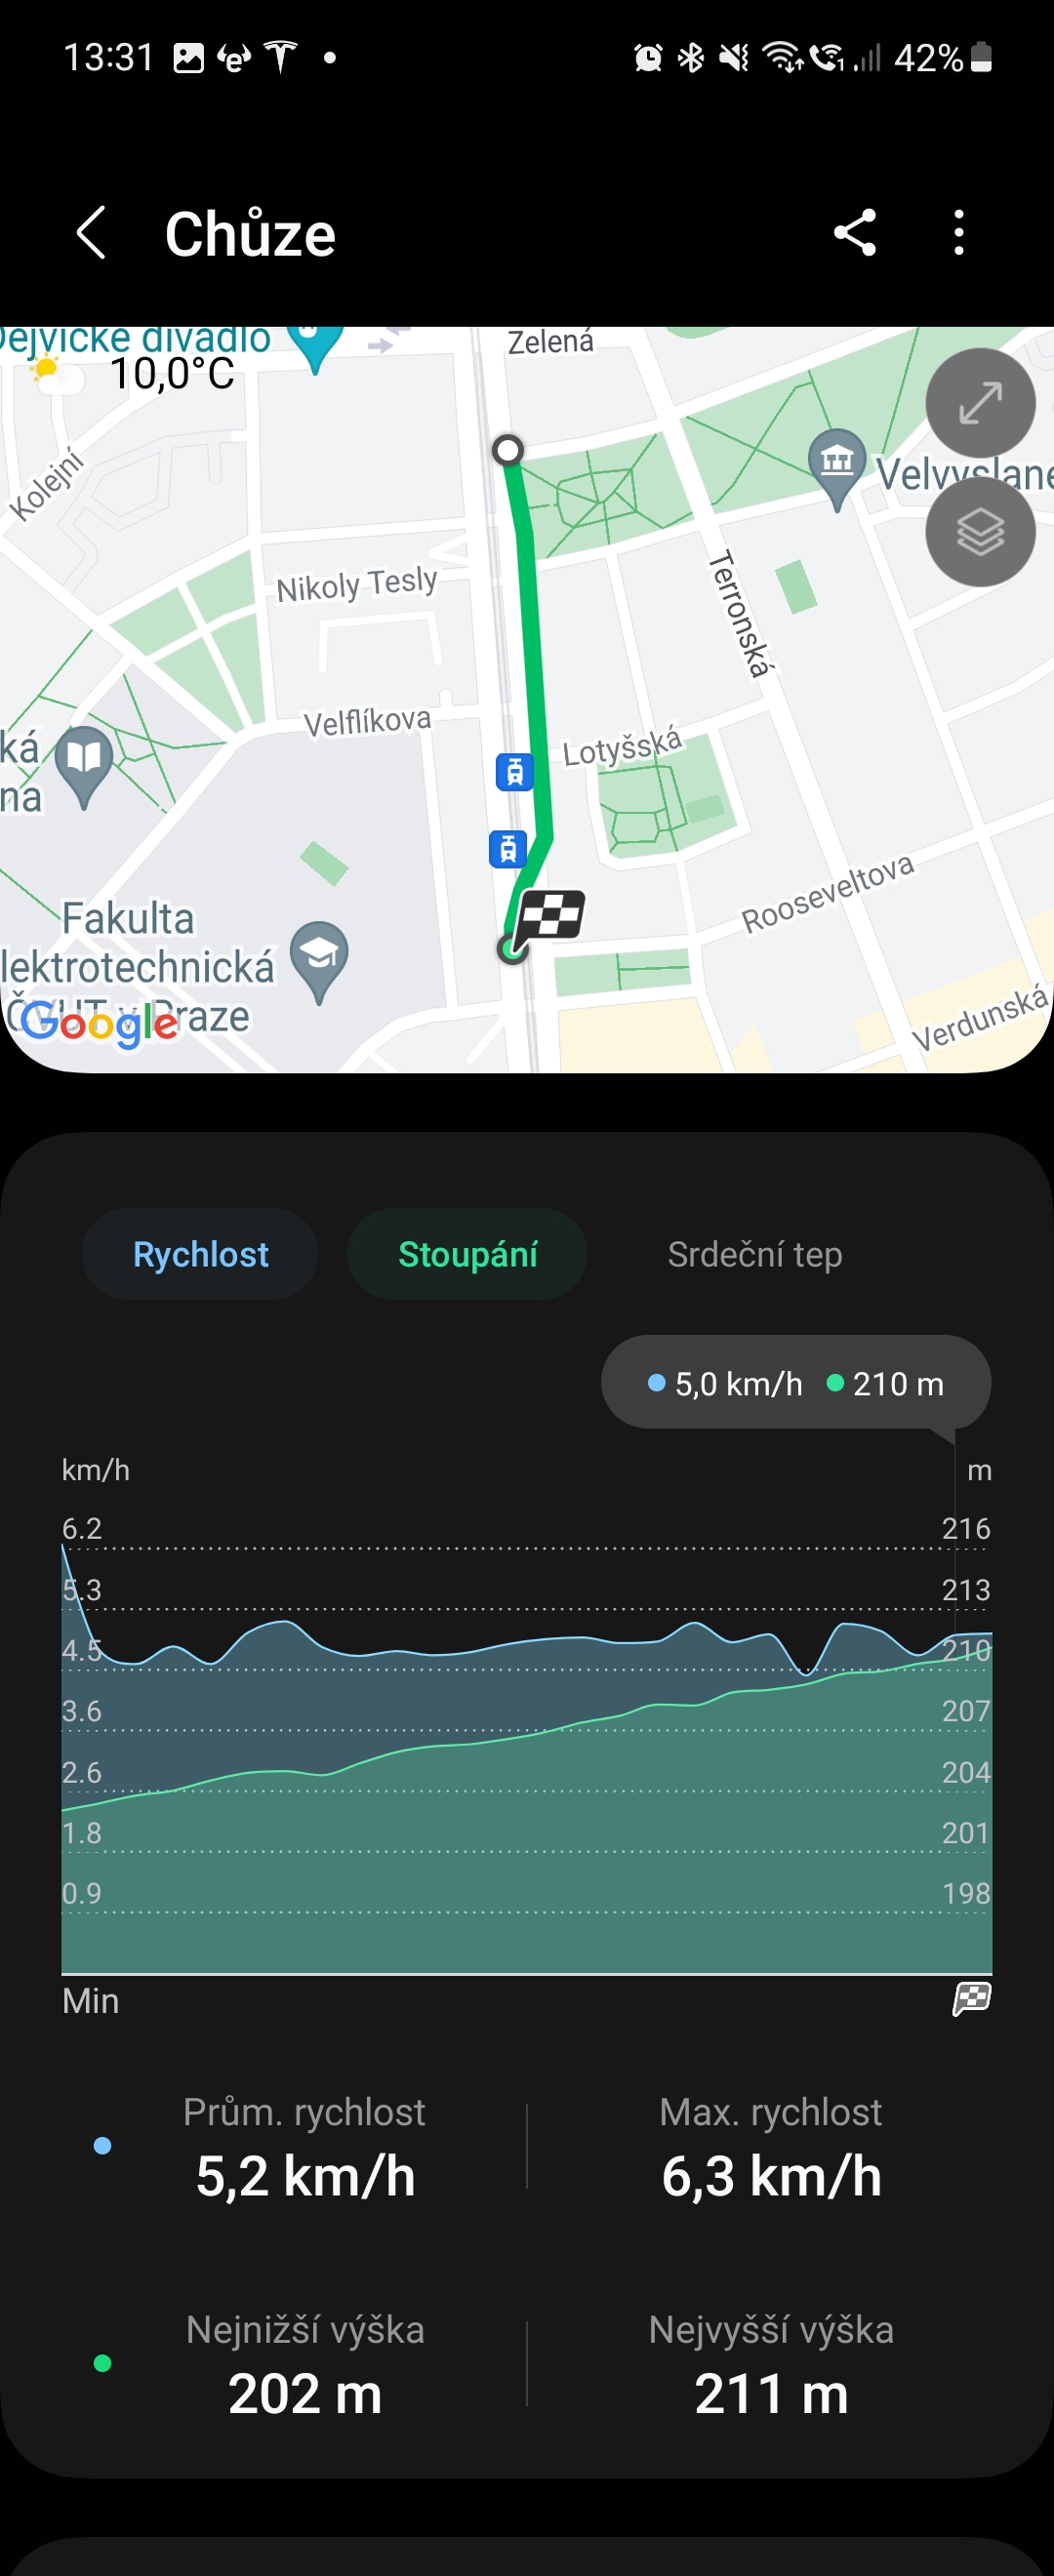 13:31
42%
Chůze
Dejvické divadlo
10,0°C
Zelená
Kolejní
Velvyslane
Nikoly Tesly
Terronská
Velflíkova
Lotyšská
ká
na
Rooseveltova
Fakulta
lektrotechnická
ČVUT v Praze
Google
Verdunská
Rychlost
Stoupání
Srdeční tep
5,0 km/h 210 m
km/h m
6.2 216
5.3 213
4.5 210
3.6 207
2.6 204
1.8 201
0.9 198
Min
Prům. rychlost Max. rychlost
5,2 km/h 6,3 km/h
Nejnižší výška Nejvyšší výška
202 m 211 m